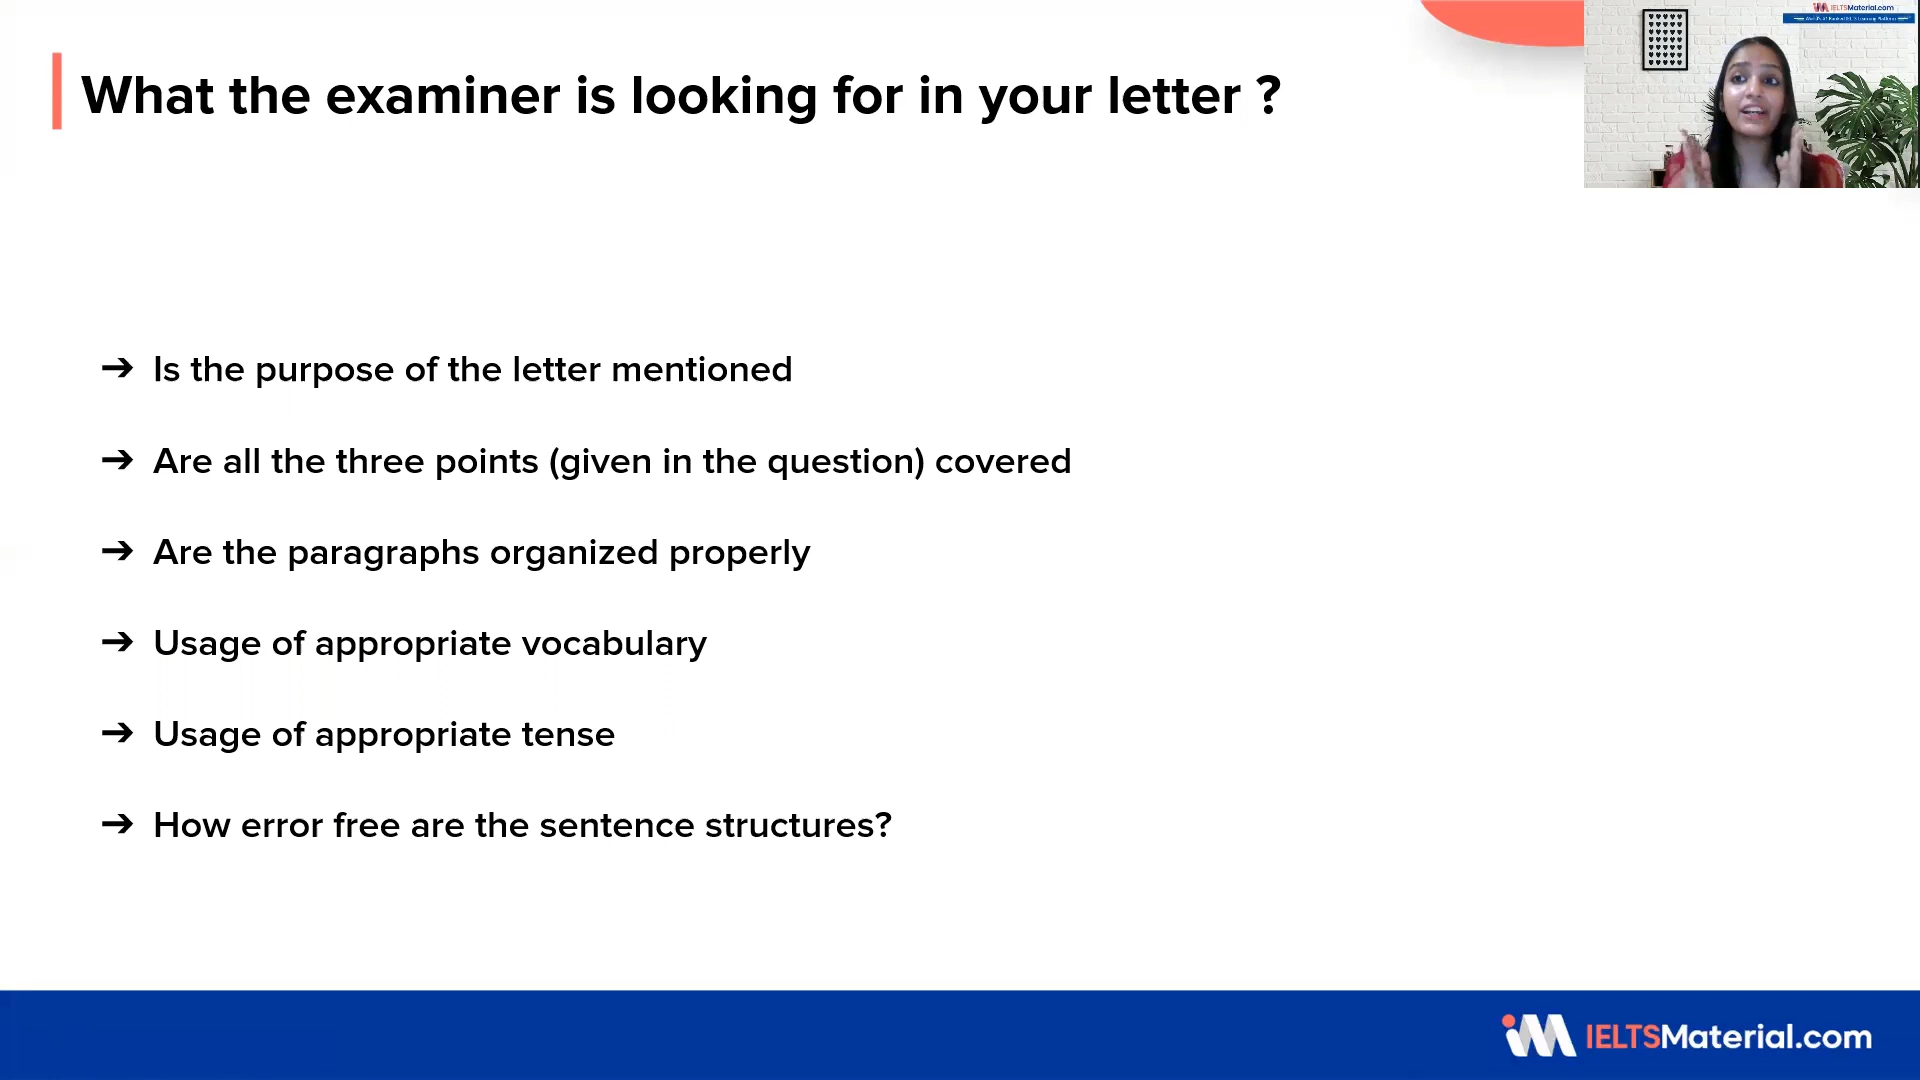 What the examiner is looking for in your letter ?
IELTSMaterial.com
➔ Is the purpose of the letter mentioned
➔ Are all the three points (given in the question) covered
➔ Are the paragraphs organized properly
➔ Usage of appropriate vocabulary
➔ Usage of appropriate tense
➔ How error free are the sentence structures?
IELTSMaterial.com